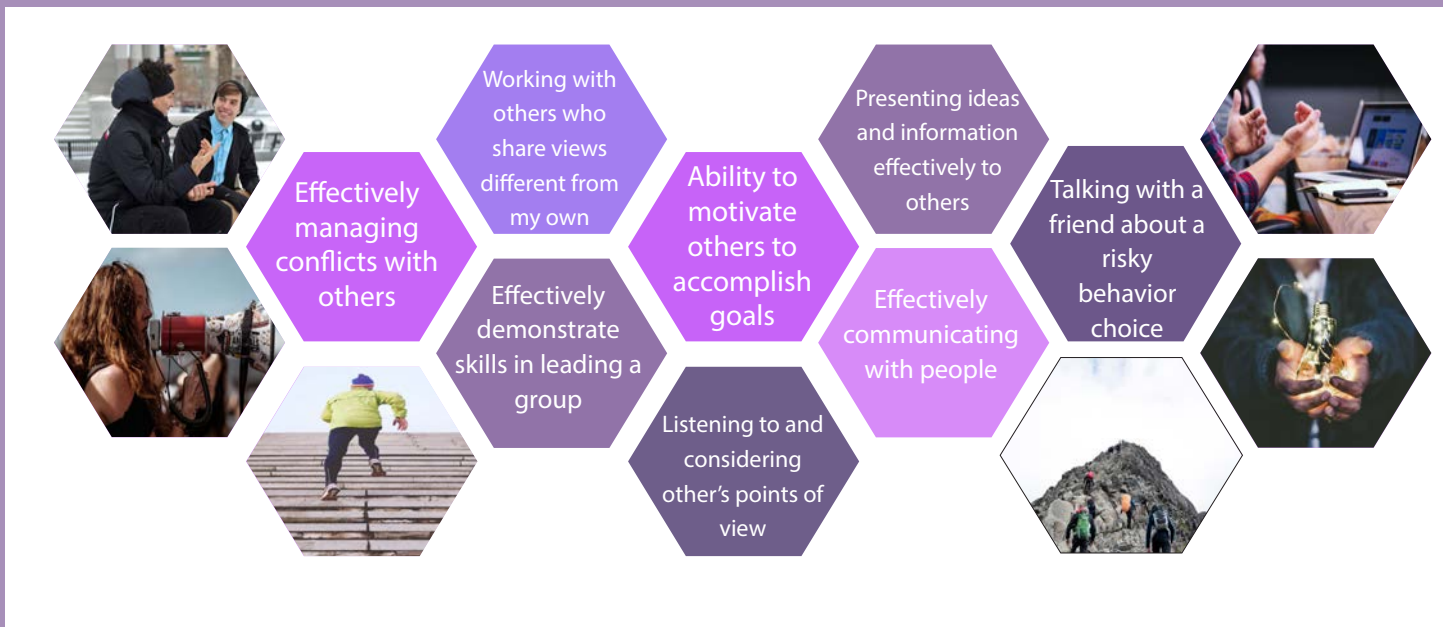 Effectively
managing
conflicts with
others
Working with
others who
share views
different from
my own
Effectively
demonstrate
skills in leading a
group
Ability to
motivate
others to
accomplish
goals
Listening to and
considering
other’s points of
view
Presenting ideas
and information
effectively to
others
Effectively
communicating
with people
Talking with a
friend about a
risky
behavior
choice